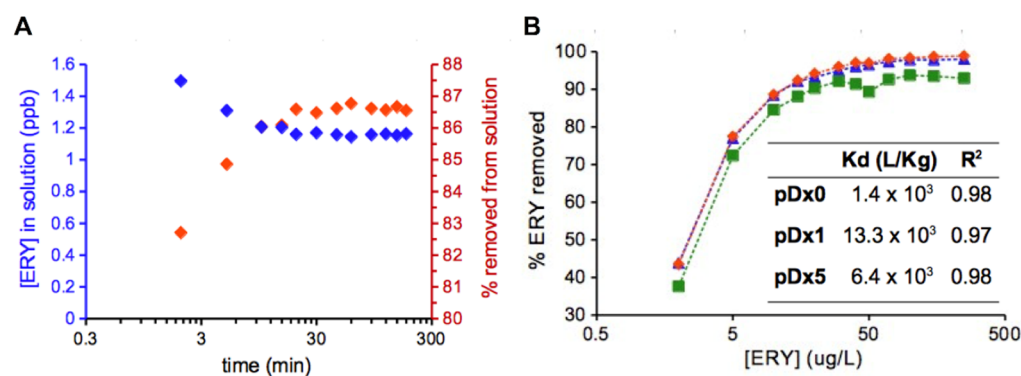 A
[ERY] in solution (ppb)
1.6
1.4
1.2
1
0.8
0.6
0.4
0.2
0
88
87
86
85
84
83
82
81
80
% removed from solution
0.3 3 30 300
time (min)
B
% ERY removed
100
90
80
70
60
50
40
30
Kd (L/Kg) R²
pDx0 1.4 x 10³ 0.98
pDx1 13.3 x 10³ 0.97
pDx5 6.4 x 10³ 0.98
0.5 5 50 500
[ERY] (ug/L)